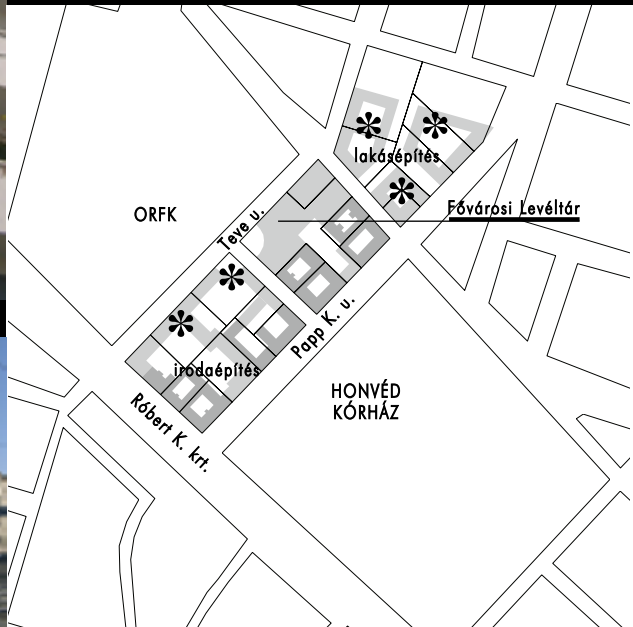 lakásépítés
Fővárosi Levéltár
ORFK
Teve u.
Papp K. u.
irodaépítés
HONVÉD
KÓRHÁZ
Róbert K. krt.